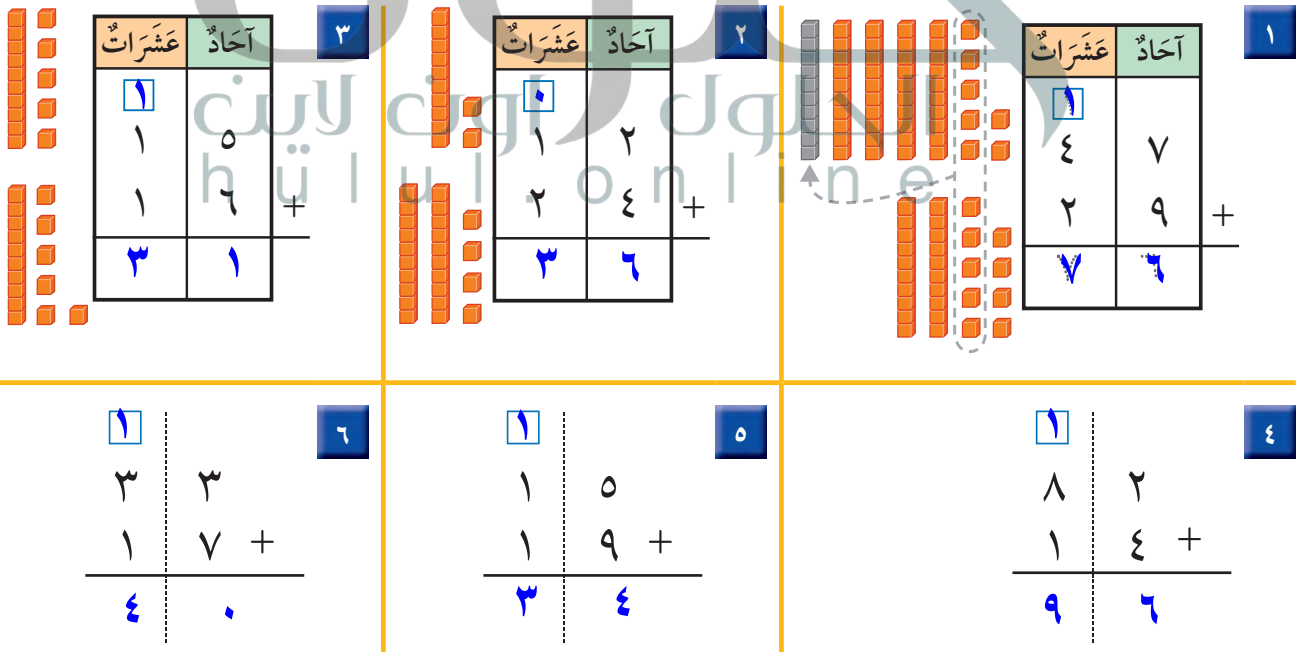 ١
آحَادٌ عَشَرَاتٌ
١
٤ ٧
٢ ٩ +
٧ ٦
٢
آحَادٌ عَشَرَاتٌ
٠
١ ٢
٢ ٤ +
٣ ٦
٣
آحَادٌ عَشَرَاتٌ
١
١ ٥
١ ٦ +
٣ ١
الحلول اون لاين
hülul.online
٤
١
٨ ٢
١ ٤ +
٩ ٦
٥
١
١ ٥
١ ٩ +
٣ ٤
٦
١
٣ ٣
١ ٧ +
٤ ٠